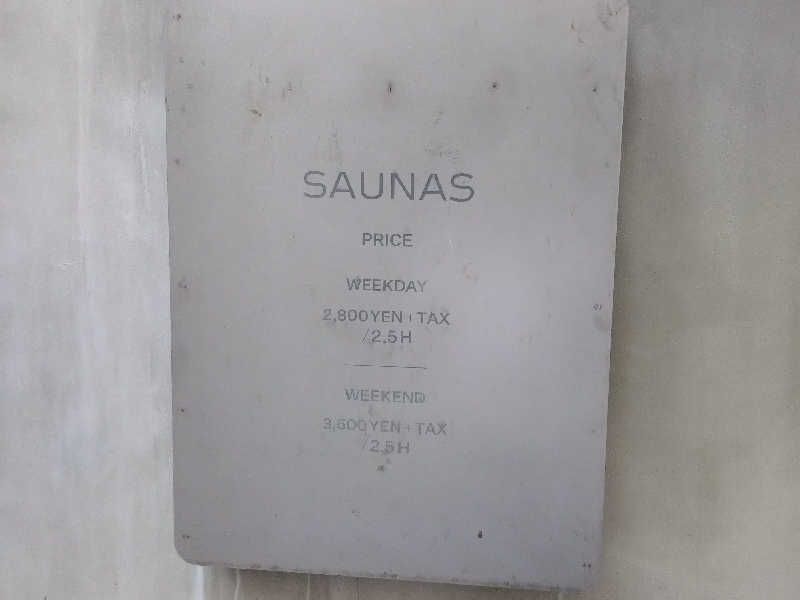 SAUNAS
PRICE
WEEKDAY
2,800YEN+TAX
/2.5H
WEEKEND
3,600YEN+TAX
/2.5H